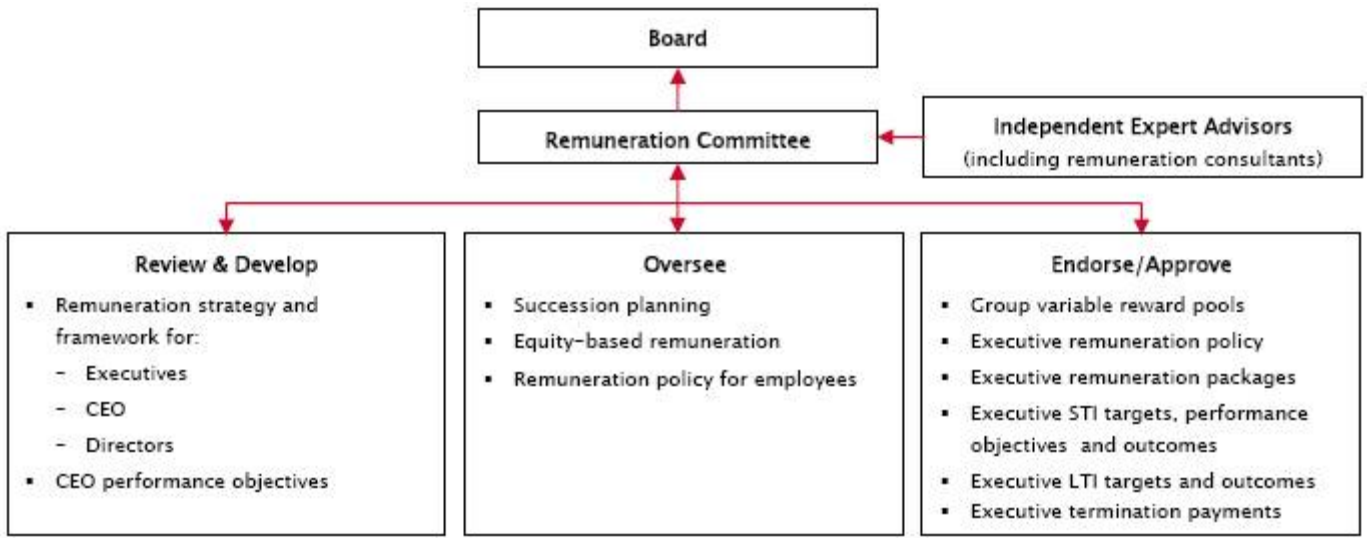 Board
Remuneration Committee
Independent Expert Advisors
(including remuneration consultants)
Review & Develop
▪ Remuneration strategy and
framework for:
– Executives
– CEO
– Directors
▪ CEO performance objectives
Oversee
▪ Succession planning
▪ Equity-based remuneration
▪ Remuneration policy for employees
Endorse/Approve
▪ Group variable reward pools
▪ Executive remuneration policy
▪ Executive remuneration packages
▪ Executive STI targets, performance
objectives and outcomes
▪ Executive LTI targets and outcomes
▪ Executive termination payments